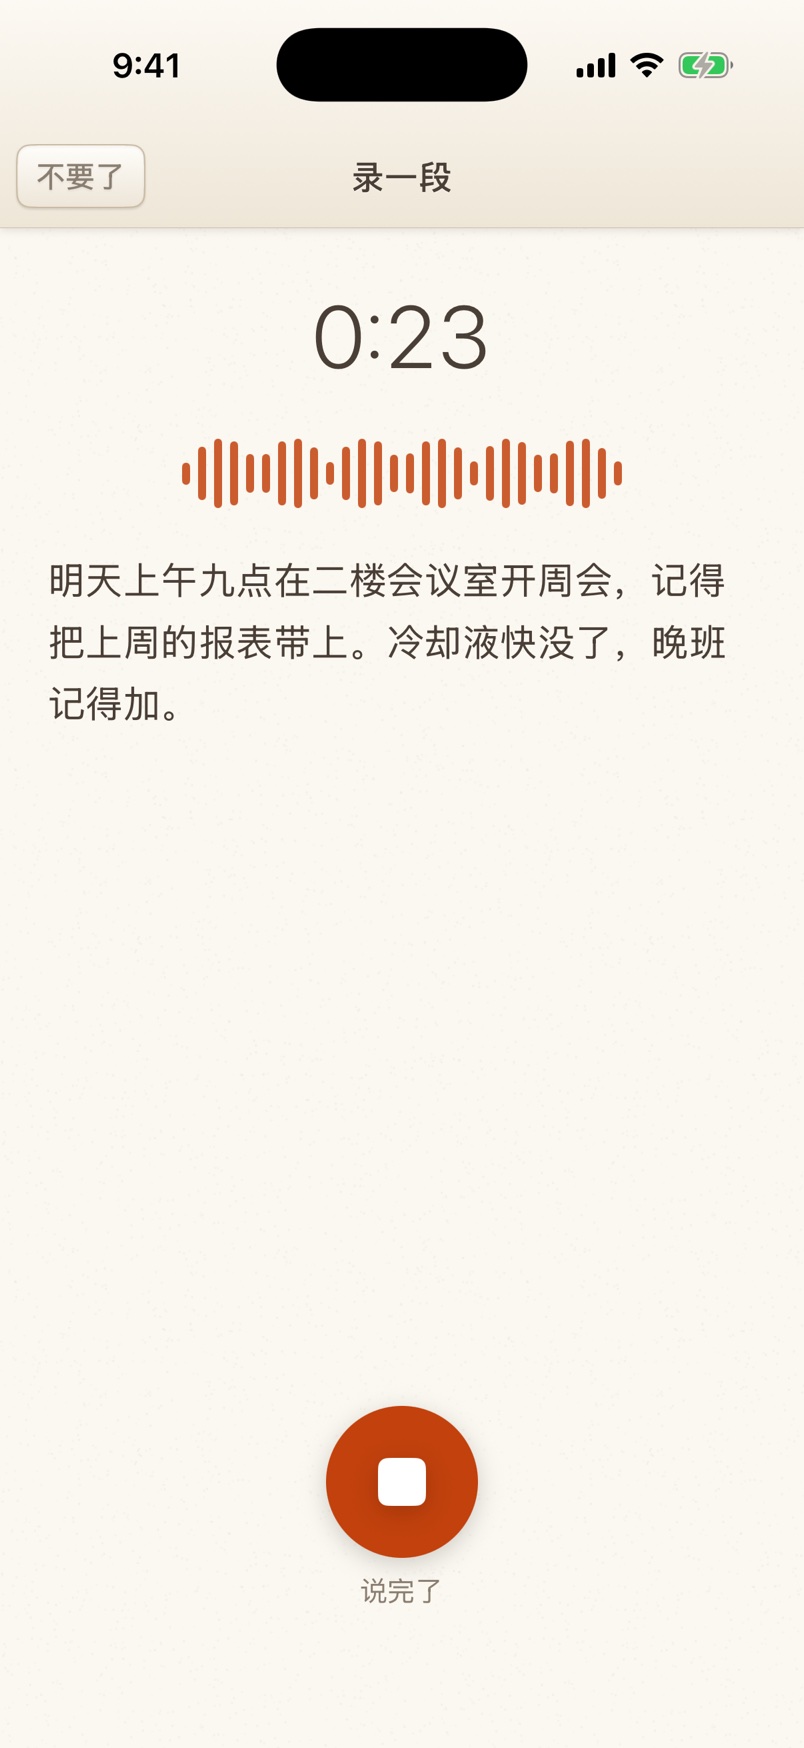 9:41
不要了
录一段
0:23
明天上午九点在二楼会议室开周会，记得
把上周的报表带上。冷却液快没了，晚班
记得加。
说完了